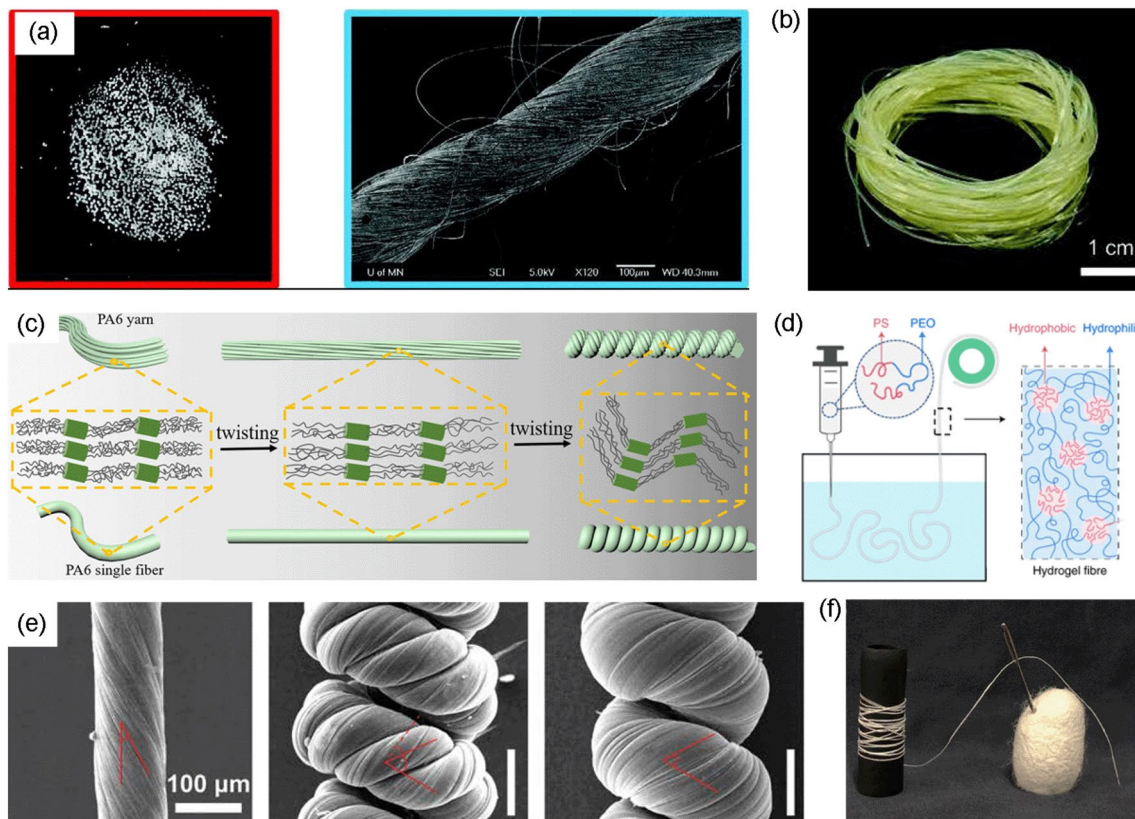 (a)
U of MN SEI 5.0kV X120 100μm WD 40.3mm
(b)
1 cm
(c)
PA6 yarn
twisting
twisting
PA6 single fiber
(d)
PS PEO
Hydrophobic Hydrophili
Hydrogel fibre
(e)
100 μm
(f)